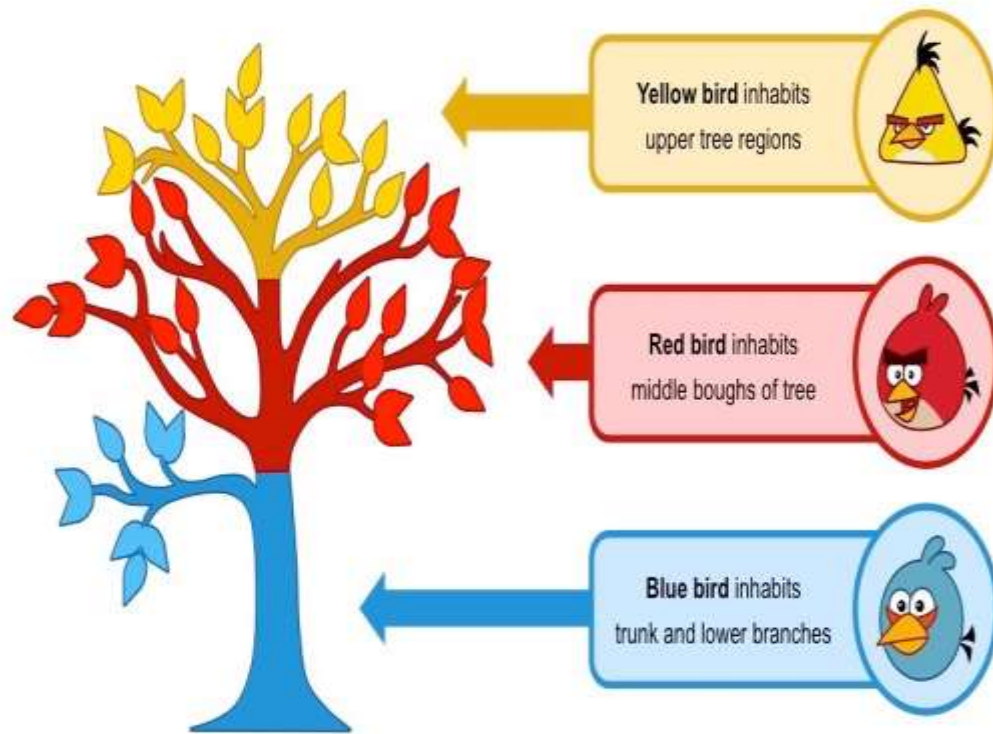 Yellow bird inhabits
upper tree regions
Red bird inhabits
middle boughs of tree
Blue bird inhabits
trunk and lower branches